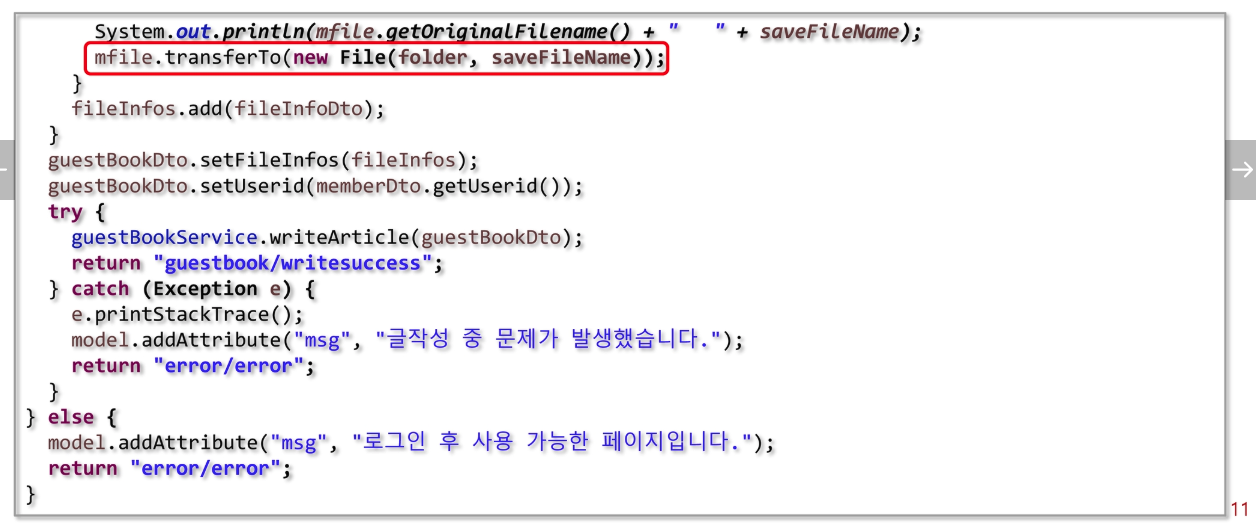 System.out.println(mfile.getOriginalFilename() + "   " + saveFileName);
mfile.transferTo(new File(folder, saveFileName));
}
fileInfos.add(fileInfoDto);
}
guestBookDto.setFileInfos(fileInfos);
guestBookDto.setUserid(memberDto.getUserid());
try {
guestBookService.writeArticle(guestBookDto);
return "guestbook/writesuccess";
} catch (Exception e) {
e.printStackTrace();
model.addAttribute("msg", "글작성 중 문제가 발생했습니다.");
return "error/error";
}
} else {
model.addAttribute("msg", "로그인 후 사용 가능한 페이지입니다.");
return "error/error";
}
11